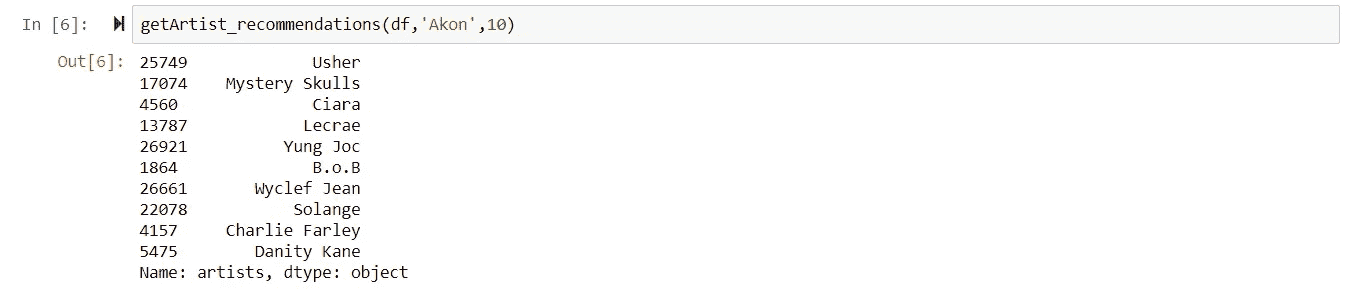 In [6]: getArtist_recommendations(df,'Akon',10)
Out[6]: 25749 Usher
17074 Mystery Skulls
4560 Ciara
13787 Lecrae
26921 Yung Joc
1864 B.o.B
26661 Wyclef Jean
22078 Solange
4157 Charlie Farley
5475 Danity Kane
Name: artists, dtype: object